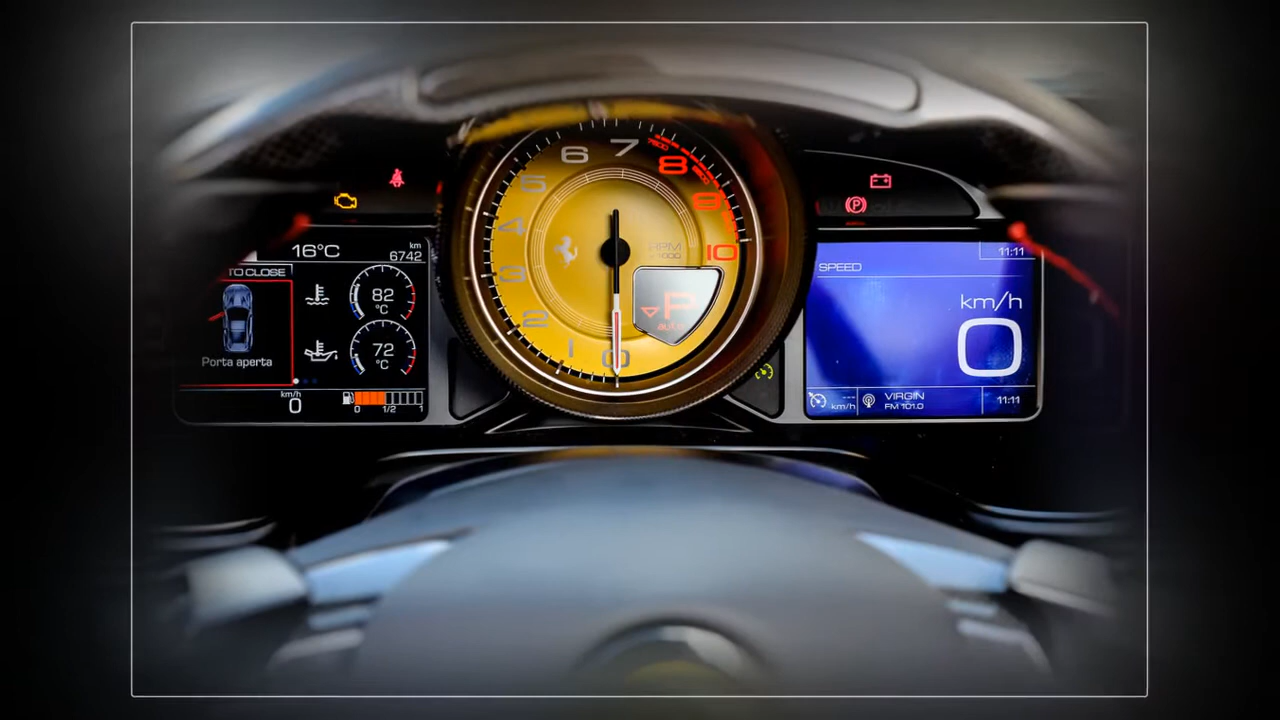 16°C
km
6742
TO CLOSE
82
°C
Porta aperta
72
°C
km/h
0
0 1/2 1
0
1
2
3
4
5
6
7
7500
8
9
10
RPM
x1000
P
auto
11:11
SPEED
km/h
0
--- km/h
VIRGIN
FM 101.0
11:11